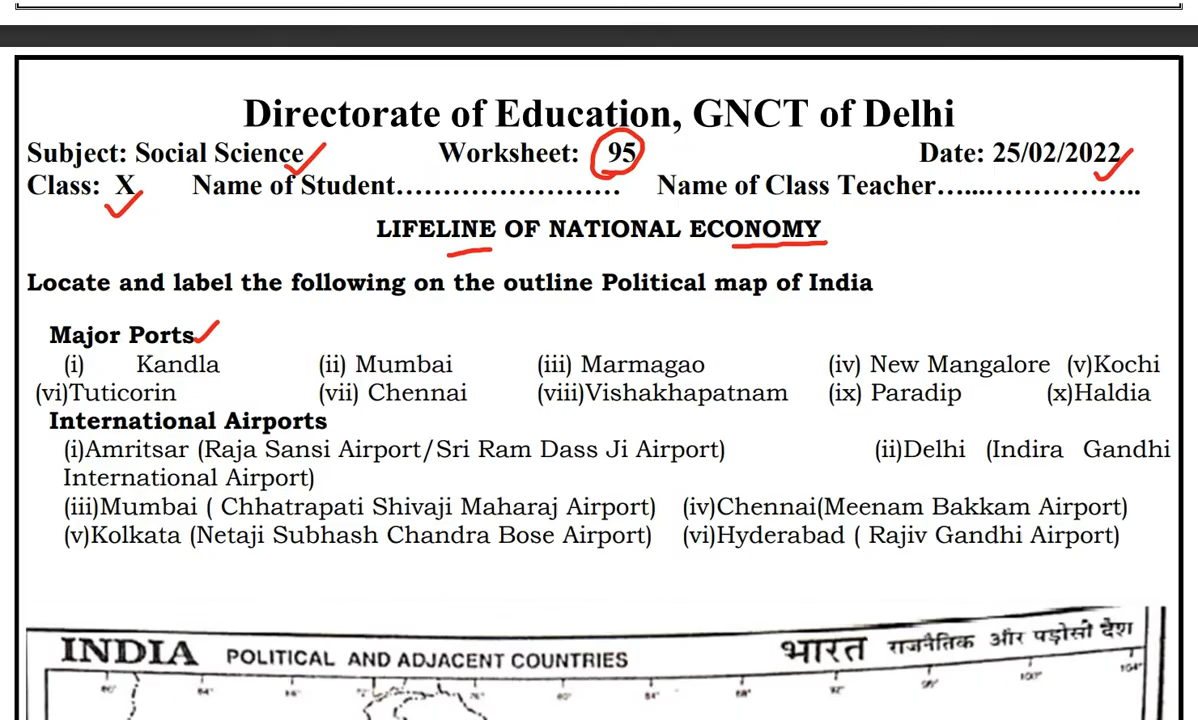 Directorate of Education, GNCT of Delhi
Subject: Social Science Worksheet: 95 Date: 25/02/2022
Class: X Name of Student…………………… Name of Class Teacher…...……………..
LIFELINE OF NATIONAL ECONOMY
Locate and label the following on the outline Political map of India
Major Ports
(i) Kandla (ii) Mumbai (iii) Marmagao (iv) New Mangalore (v)Kochi
(vi)Tuticorin (vii) Chennai (viii)Vishakhapatnam (ix) Paradip (x)Haldia
International Airports
(i)Amritsar (Raja Sansi Airport/Sri Ram Dass Ji Airport) (ii)Delhi (Indira Gandhi
International Airport)
(iii)Mumbai ( Chhatrapati Shivaji Maharaj Airport) (iv)Chennai(Meenam Bakkam Airport)
(v)Kolkata (Netaji Subhash Chandra Bose Airport) (vi)Hyderabad ( Rajiv Gandhi Airport)
INDIA POLITICAL AND ADJACENT COUNTRIES भारत राजनैतिक और पड़ोसी देश